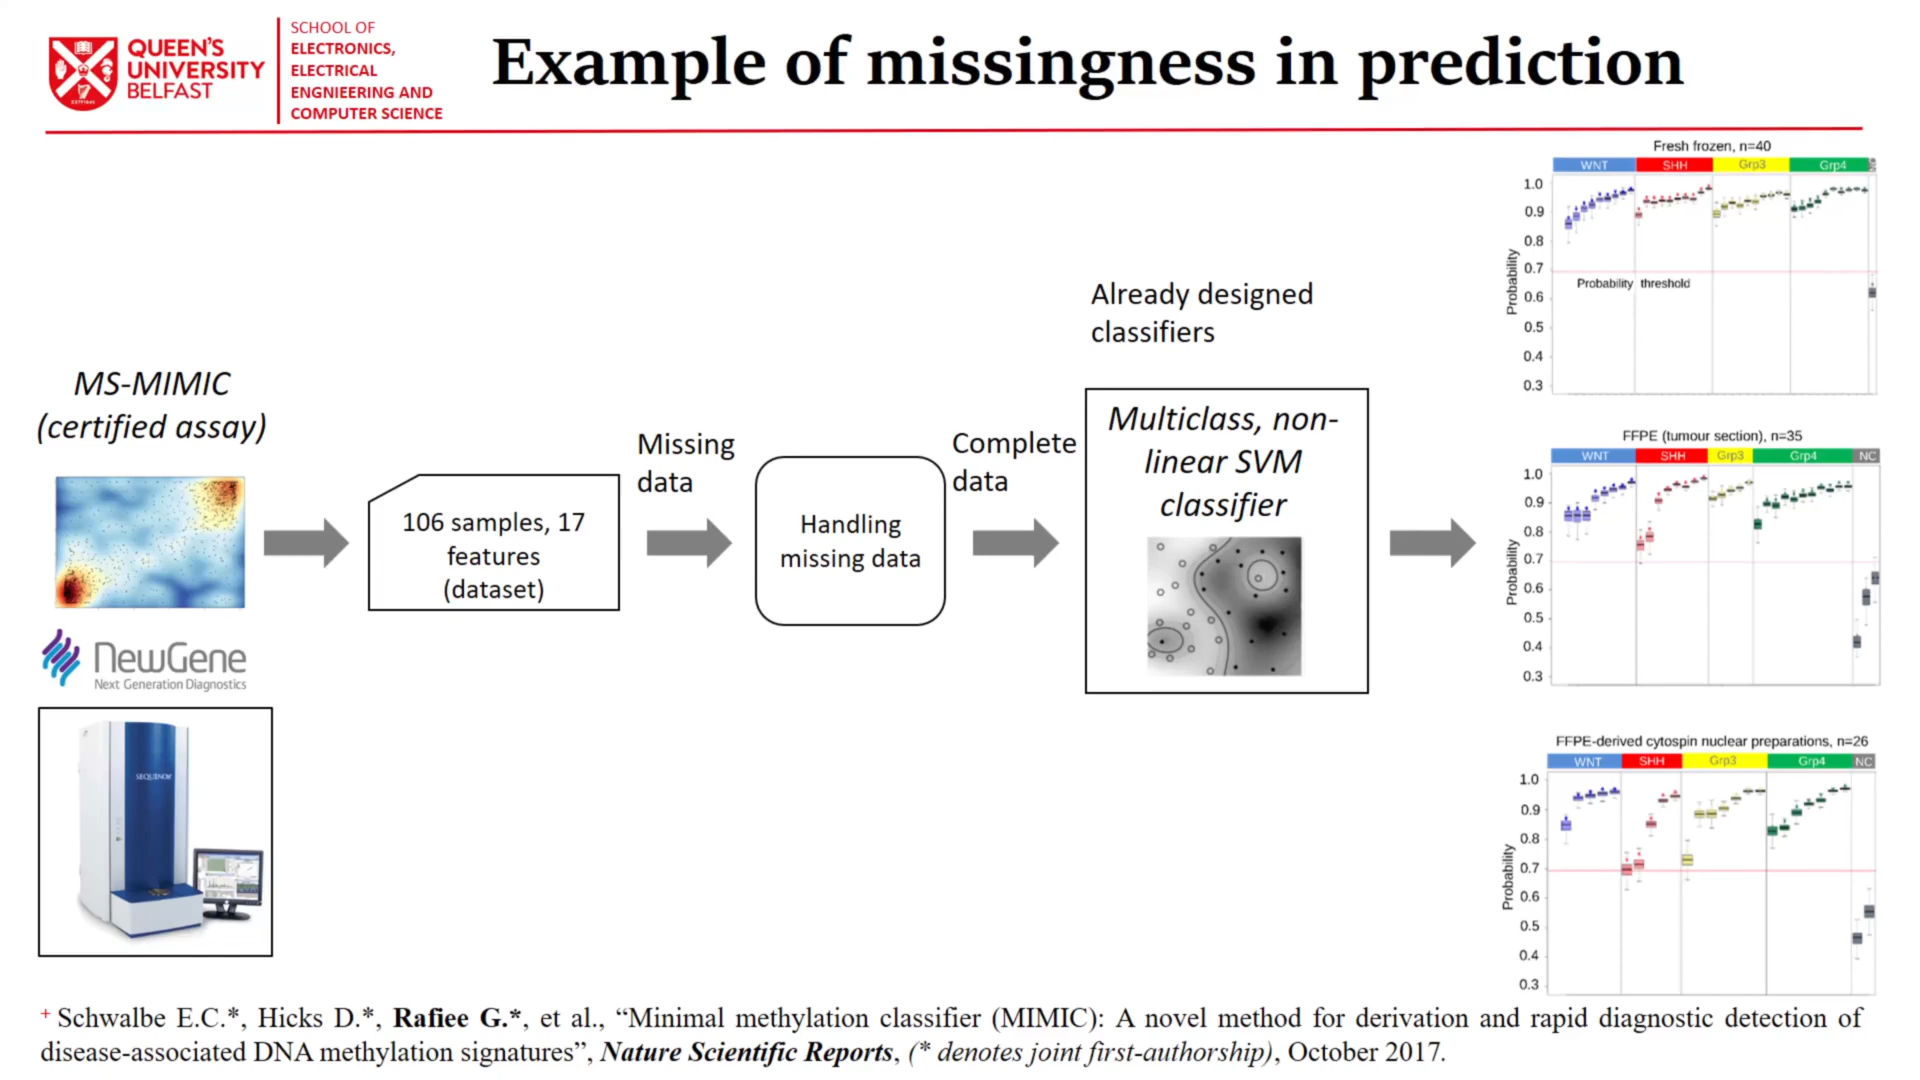 QUEEN'S
UNIVERSITY
BELFAST
SCHOOL OF
ELECTRONICS,
ELECTRICAL
ENGNIEERING AND
COMPUTER SCIENCE
Example of missingness in prediction
MS-MIMIC
(certified assay)
NewGene
Next Generation Diagnostics
SEQUENOM
106 samples, 17
features
(dataset)
Missing
data
Handling
missing data
Complete
data
Already designed
classifiers
Multiclass, non-
linear SVM
classifier
Fresh frozen, n=40
WNT SHH Grp3 Grp4
1.0
0.9
0.8
0.7
0.6
0.5
0.4
0.3
Probability
Probability threshold
FFPE (tumour section), n=35
WNT SHH Grp3 Grp4 NC
1.0
0.9
0.8
0.7
0.6
0.5
0.4
0.3
Probability
FFPE-derived cytospin nuclear preparations, n=26
WNT SHH Grp3 Grp4 NC
1.0
0.9
0.8
0.7
0.6
0.5
0.4
0.3
Probability
+ Schwalbe E.C.*, Hicks D.*, Rafiee G.*, et al., “Minimal methylation classifier (MIMIC): A novel method for derivation and rapid diagnostic detection of
disease-associated DNA methylation signatures”, Nature Scientific Reports, (* denotes joint first-authorship), October 2017.